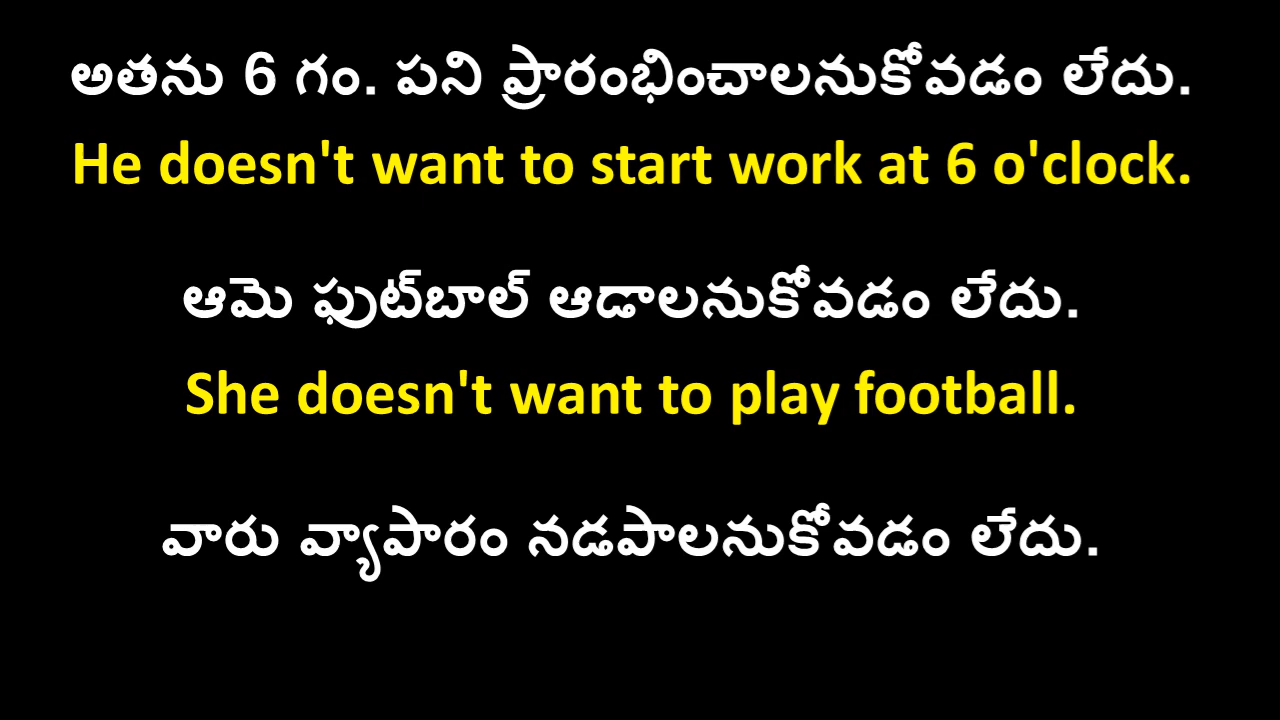 అతను 6 గం. పని ప్రారంభించాలనుకోవడం లేదు.
He doesn't want to start work at 6 o'clock.
ఆమె ఫుట్‌బాల్ ఆడాలనుకోవడం లేదు.
She doesn't want to play football.
వారు వ్యాపారం నడపాలనుకోవడం లేదు.